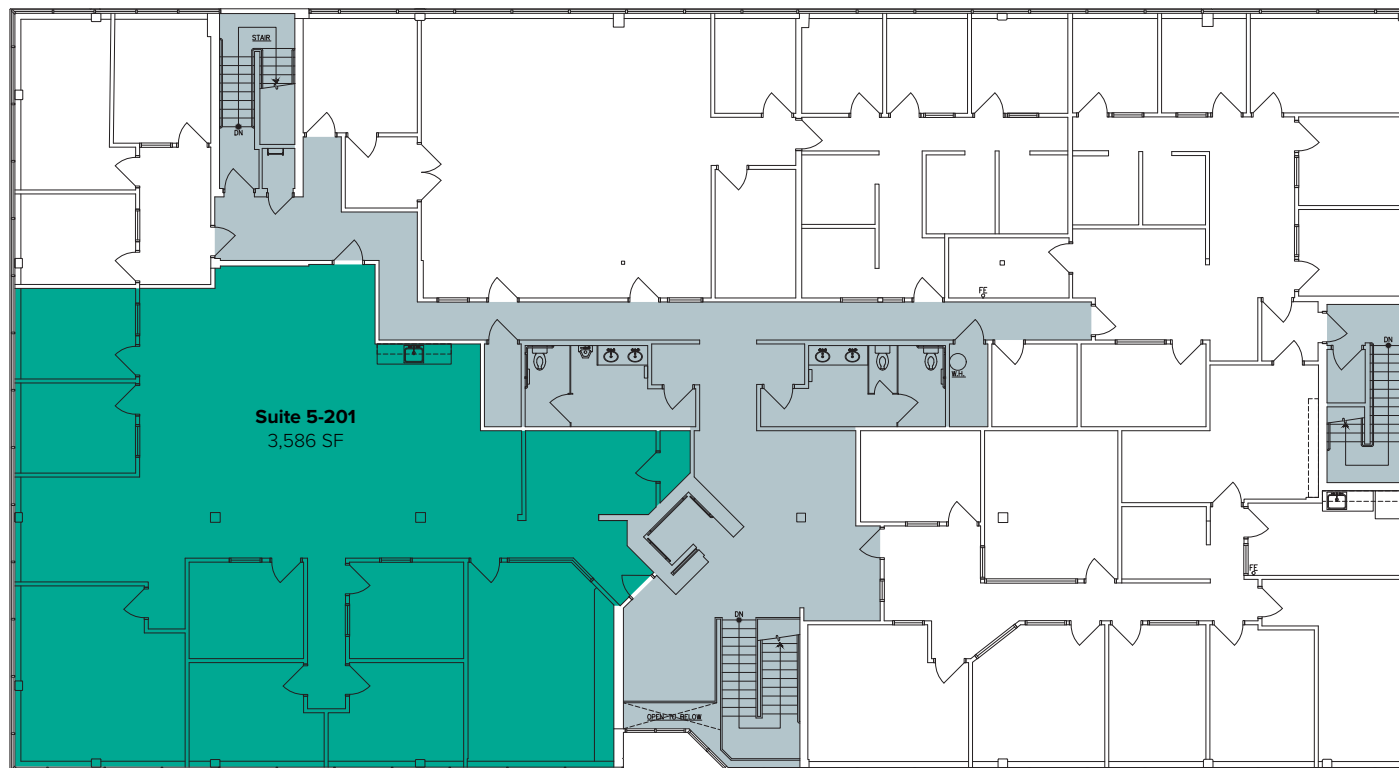 STAIR
DN
FE
DN
W.H.
Suite 5-201
3,586 SF
FE
DN
OPEN TO BELOW